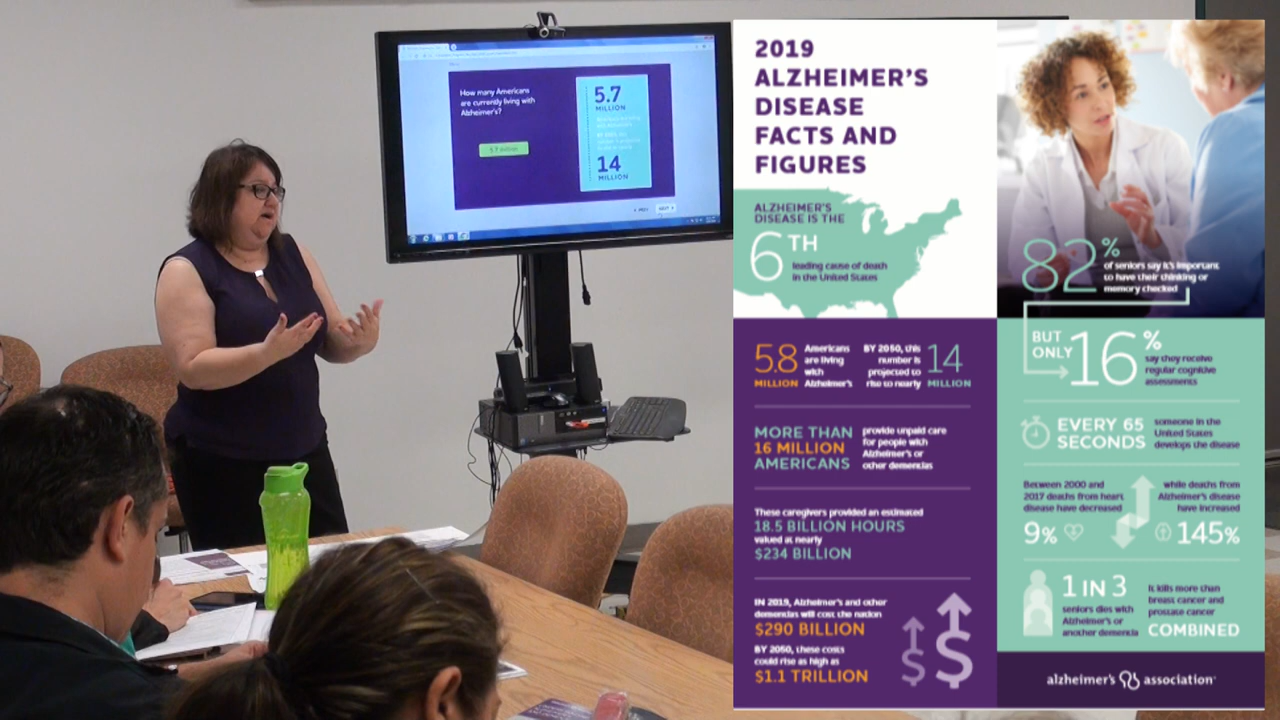 How many Americans
are currently living with
Alzheimer's?
5.7 million
5.7
MILLION
14
MILLION
2019
ALZHEIMER'S
DISEASE
FACTS AND
FIGURES
ALZHEIMER'S
DISEASE IS THE
6TH
leading cause of death
in the United States
82%
of seniors say it's important
to have their thinking or
memory checked
BUT
ONLY
16%
say they receive
regular cognitive
assessments
5.8
MILLION
Americans
are living
with
Alzheimer's
BY 2050, this
number is
projected to
rise to nearly
14
MILLION
MORE THAN
16 MILLION
AMERICANS
provide unpaid care
for people with
Alzheimer's or
other dementias
These caregivers provided an estimated
18.5 BILLION HOURS
valued at nearly
$234 BILLION
IN 2019, Alzheimer's and other
dementias will cost the nation
$290 BILLION
BY 2050, these costs
could rise as high as
$1.1 TRILLION
$
$
EVERY 65
SECONDS
someone in the
United States
develops the disease
Between 2000 and
2017 deaths from heart
disease have decreased
9%
while deaths from
Alzheimer's disease
have increased
145%
1 IN 3
seniors dies with
Alzheimer's or
another dementia
It kills more than
breast cancer and
prostate cancer
COMBINED
alzheimer's association